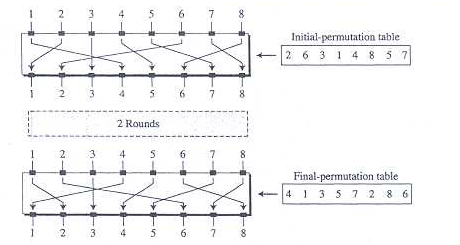 1 2 3 4 5 6 7 8
Initial-permutation table
2 6 3 1 4 8 5 7
1 2 3 4 5 6 7 8
2 Rounds
1 2 3 4 5 6 7 8
Final-permutation table
4 1 3 5 7 2 8 6
1 2 3 4 5 6 7 8